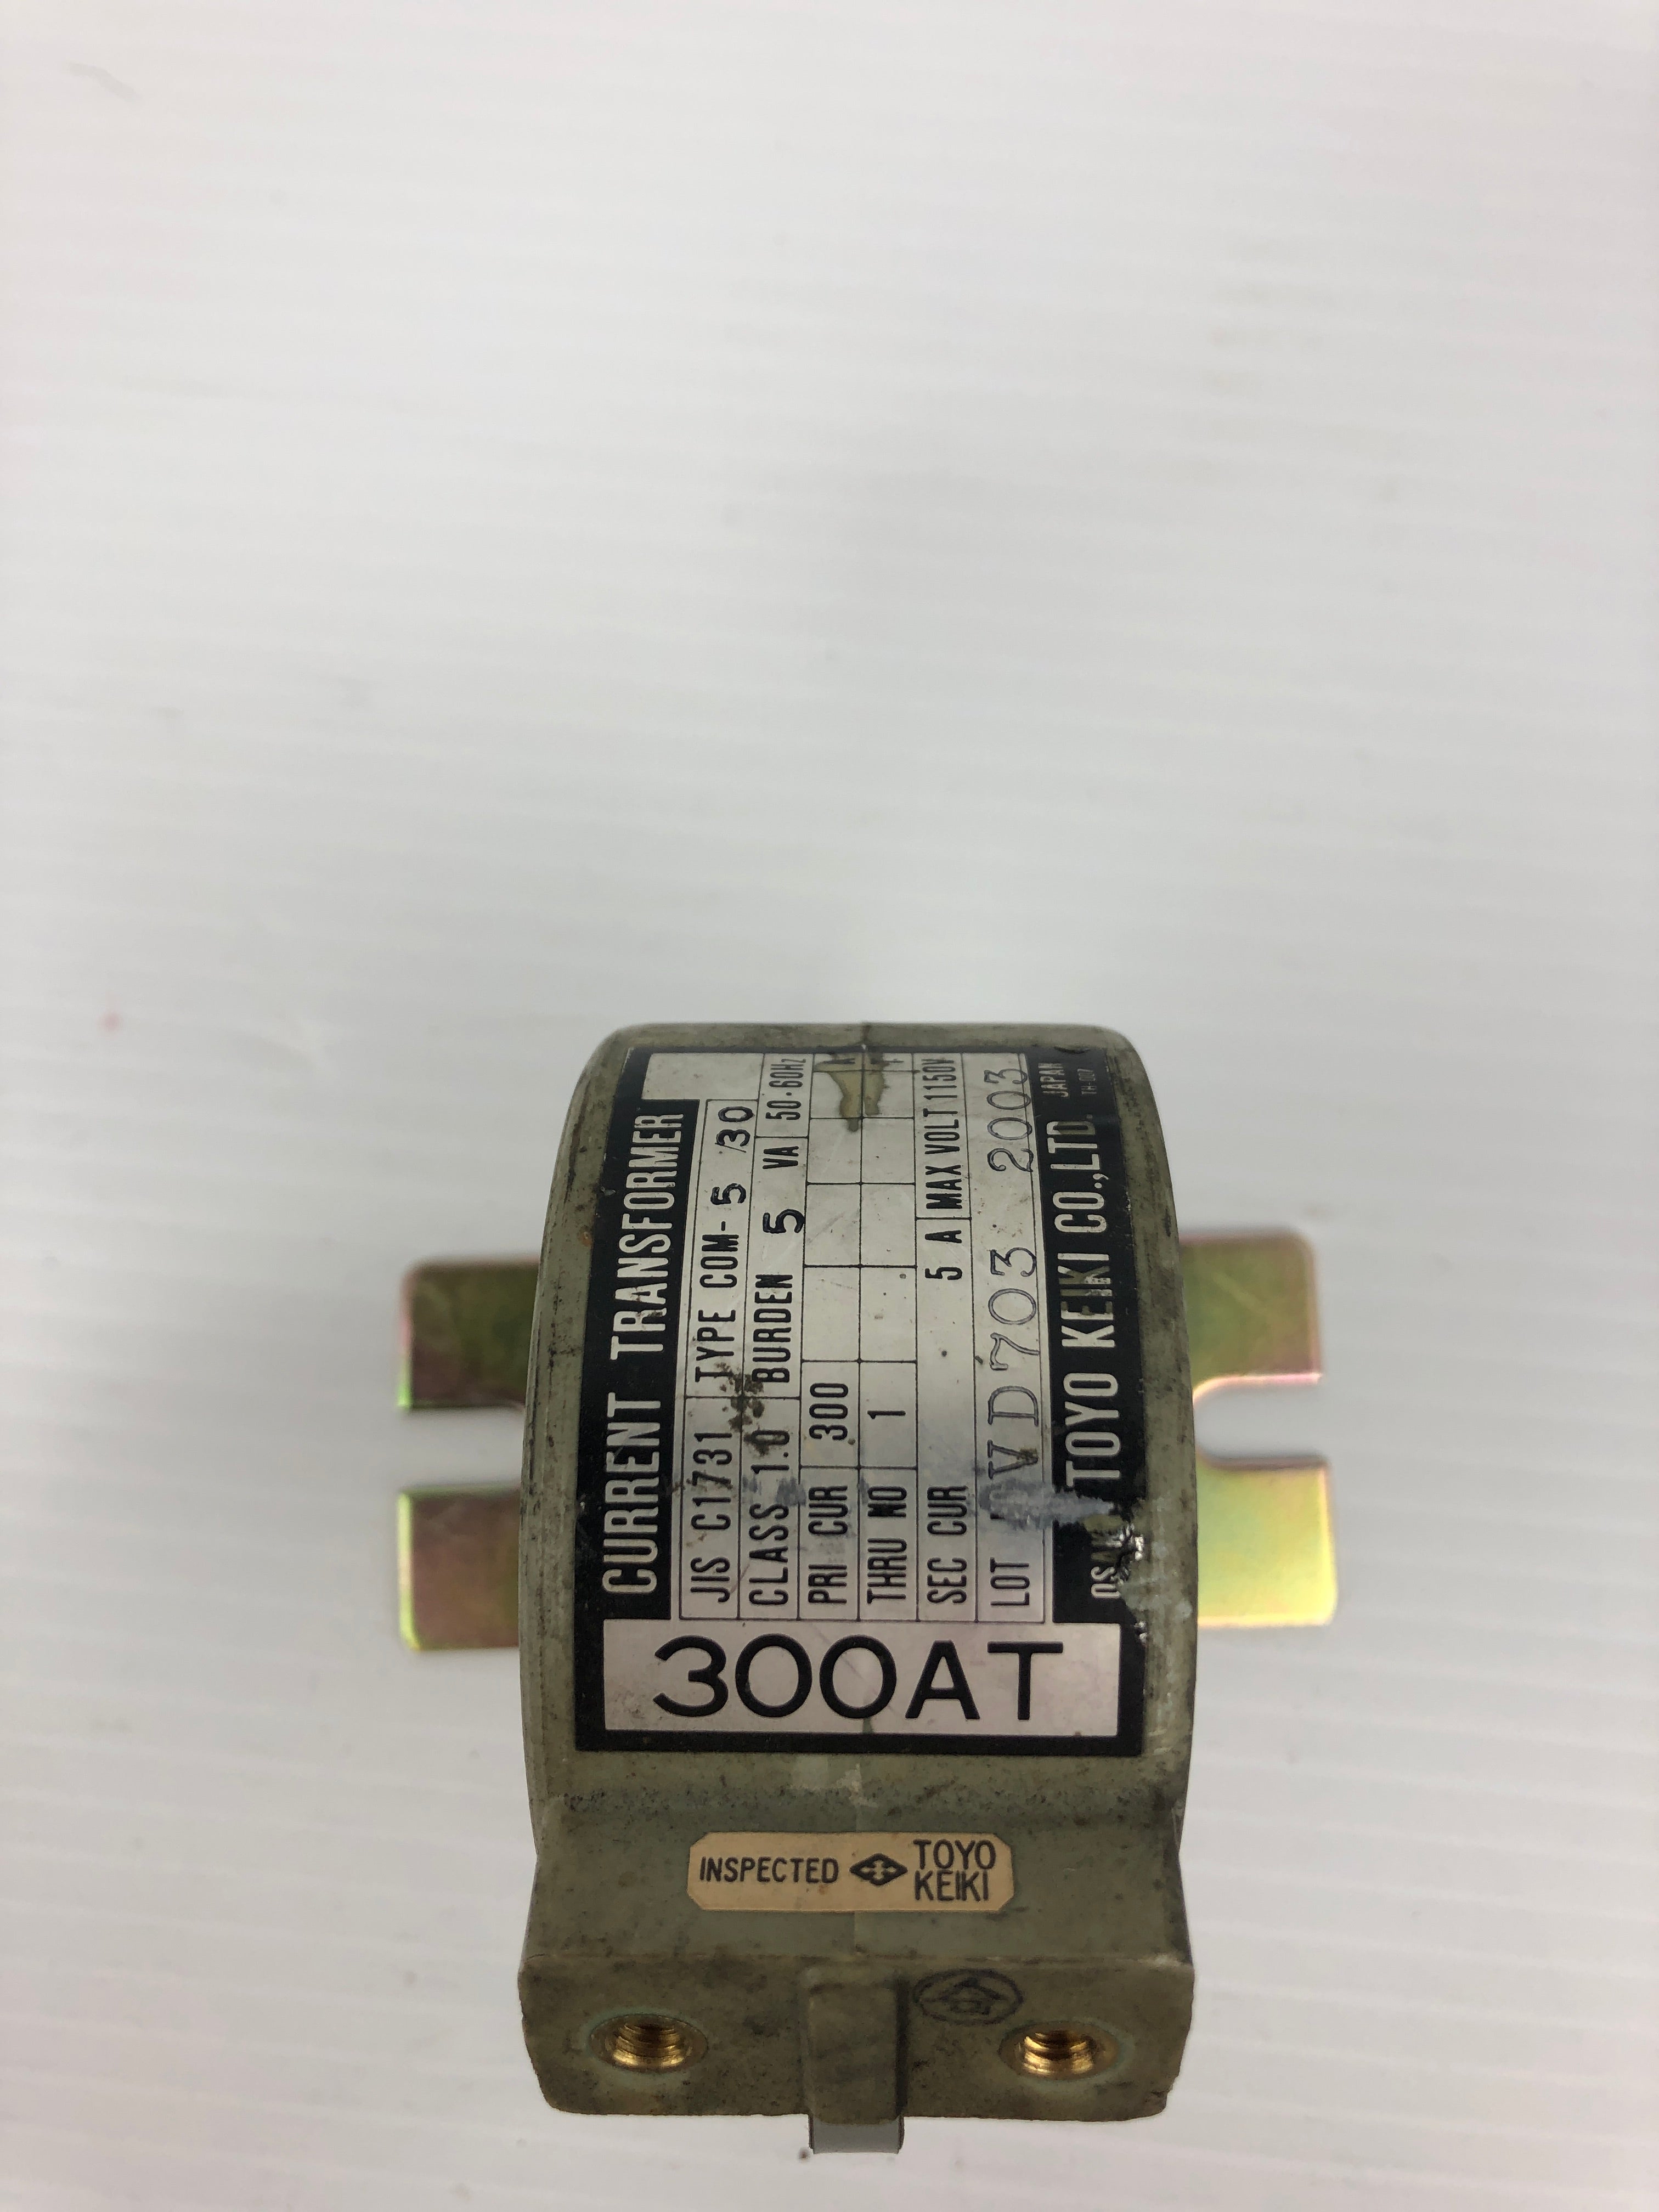 CURRENT TRANSFORMER
JIS C1731 TYPE COM-5 30
CLASS 1.0 BURDEN 5 VA 50·60Hz
PRI CUR 300 A
THRU NO 1 T
SEC CUR 5 A MAX VOLT 1150V
LOT VD703 2003
TOYO KEIKI CO.,LTD. JAPAN
300AT
INSPECTED TOYO
KEIKI